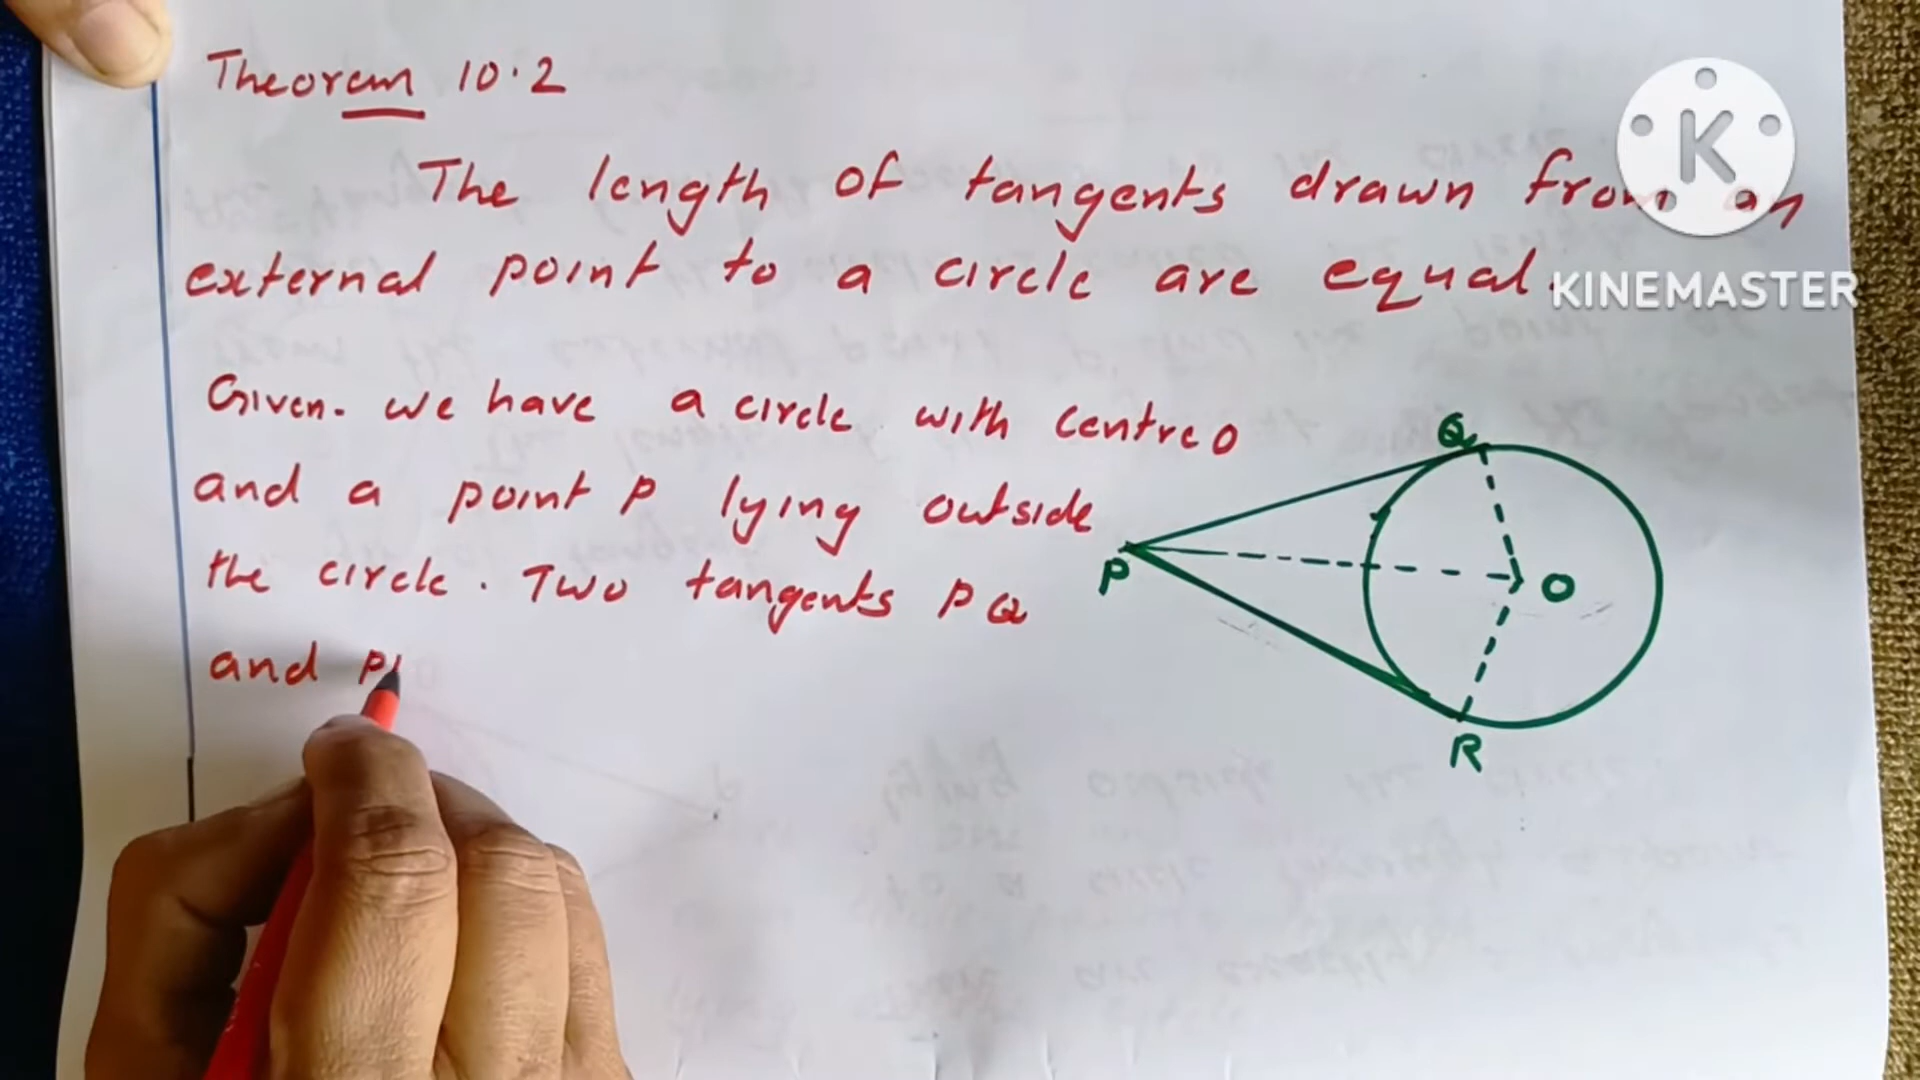 Theorem 10.2
The length of tangents drawn from an
external point to a circle are equal.
K
KINEMASTER
Given. We have a circle with centre O
and a point P lying outside
the circle. Two tangents PQ
and P
Q
P
O
R